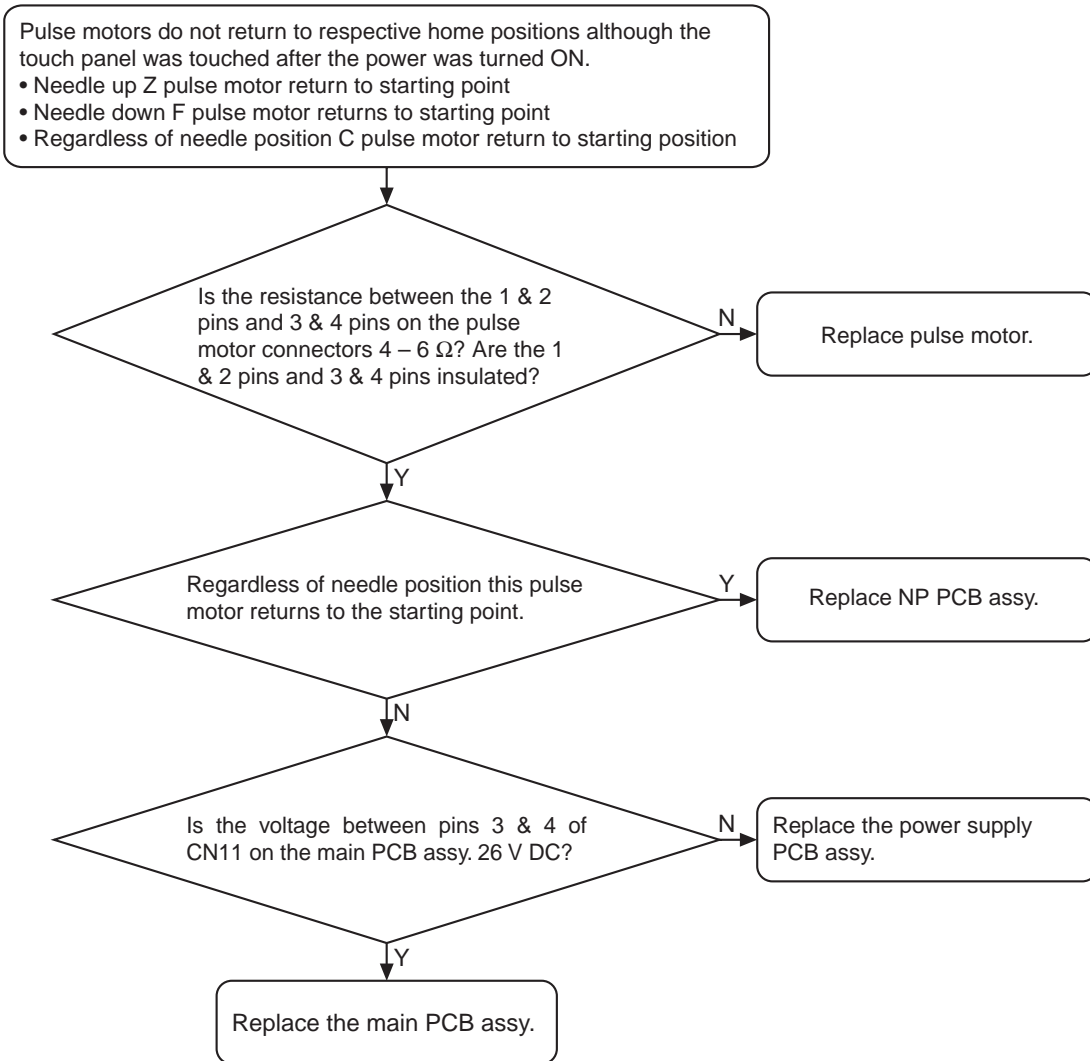 Pulse motors do not return to respective home positions although the
touch panel was touched after the power was turned ON.
• Needle up Z pulse motor return to starting point
• Needle down F pulse motor returns to starting point
• Regardless of needle position C pulse motor return to starting position
Is the resistance between the 1 & 2
pins and 3 & 4 pins on the pulse
motor connectors 4 – 6 Ω? Are the 1
& 2 pins and 3 & 4 pins insulated?
N
Replace pulse motor.
Y
Regardless of needle position this pulse
motor returns to the starting point.
Y
Replace NP PCB assy.
N
Is the voltage between pins 3 & 4 of
CN11 on the main PCB assy. 26 V DC?
N
Replace the power supply
PCB assy.
Y
Replace the main PCB assy.